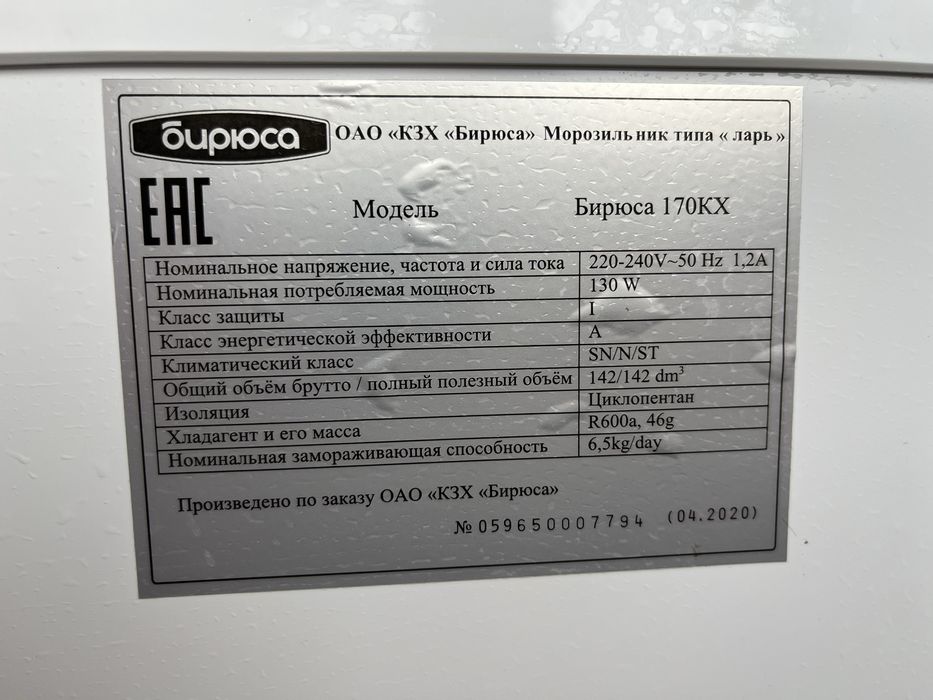 бирюса ОАО «КЗХ «Бирюса» Морозильник типа « ларь»
EAC
Модель Бирюса 170КХ
Номинальное напряжение, частота и сила тока 220-240V~50 Hz 1,2A
Номинальная потребляемая мощность 130 W
Класс защиты I
Класс энергетической эффективности A
Климатический класс SN/N/ST
Общий объём брутто / полный полезный объём 142/142 dm³
Изоляция Циклопентан
Хладагент и его масса R600a, 46g
Номинальная замораживающая способность 6,5kg/day
Произведено по заказу ОАО «КЗХ «Бирюса»
№ 059650007794 (04.2020)